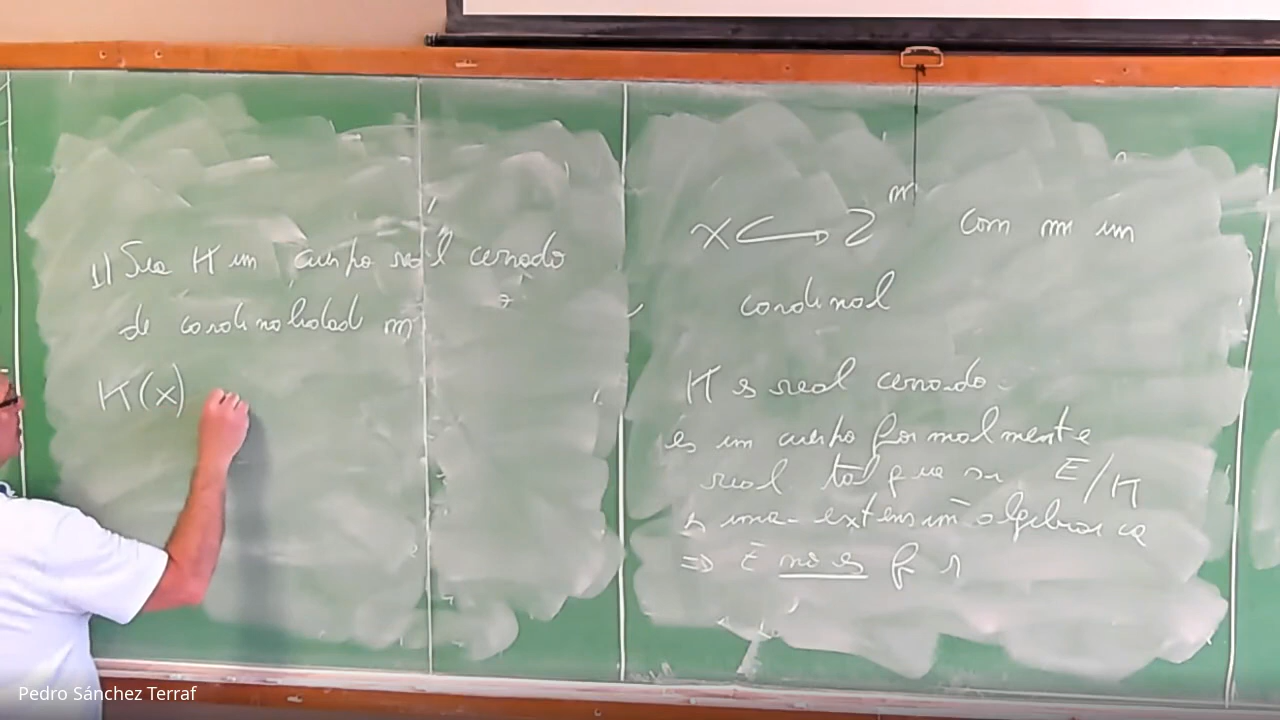 1) Sea K un cuerpo real cerrado
de cardinalidad m
K(x)
X ↪ 2^m con m un
cardinal
K es real cerrado.
es un cuerpo formalmente
real tal que si E/K
es una extensión algebraica
⇒ E no es f r
Pedro Sánchez Terraf